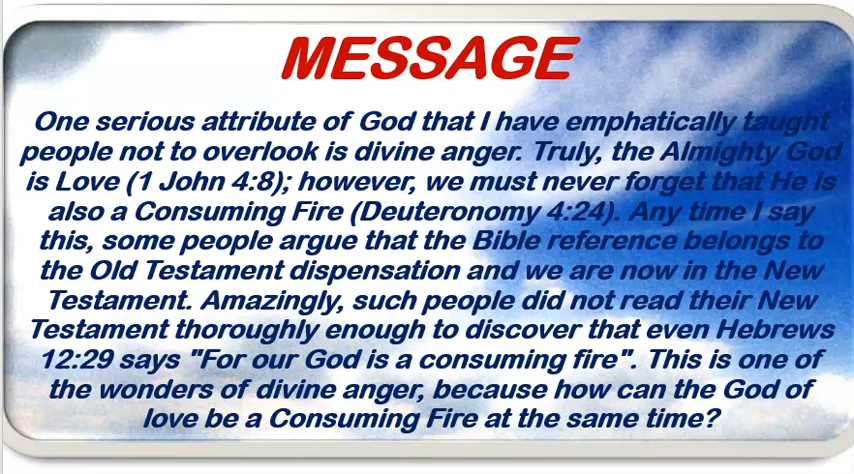 MESSAGE
One serious attribute of God that I have emphatically taught
people not to overlook is divine anger. Truly, the Almighty God
is Love (1 John 4:8); however, we must never forget that He is
also a Consuming Fire (Deuteronomy 4:24). Any time I say
this, some people argue that the Bible reference belongs to
the Old Testament dispensation and we are now in the New
Testament. Amazingly, such people did not read their New
Testament thoroughly enough to discover that even Hebrews
12:29 says "For our God is a consuming fire". This is one of
the wonders of divine anger, because how can the God of
love be a Consuming Fire at the same time?